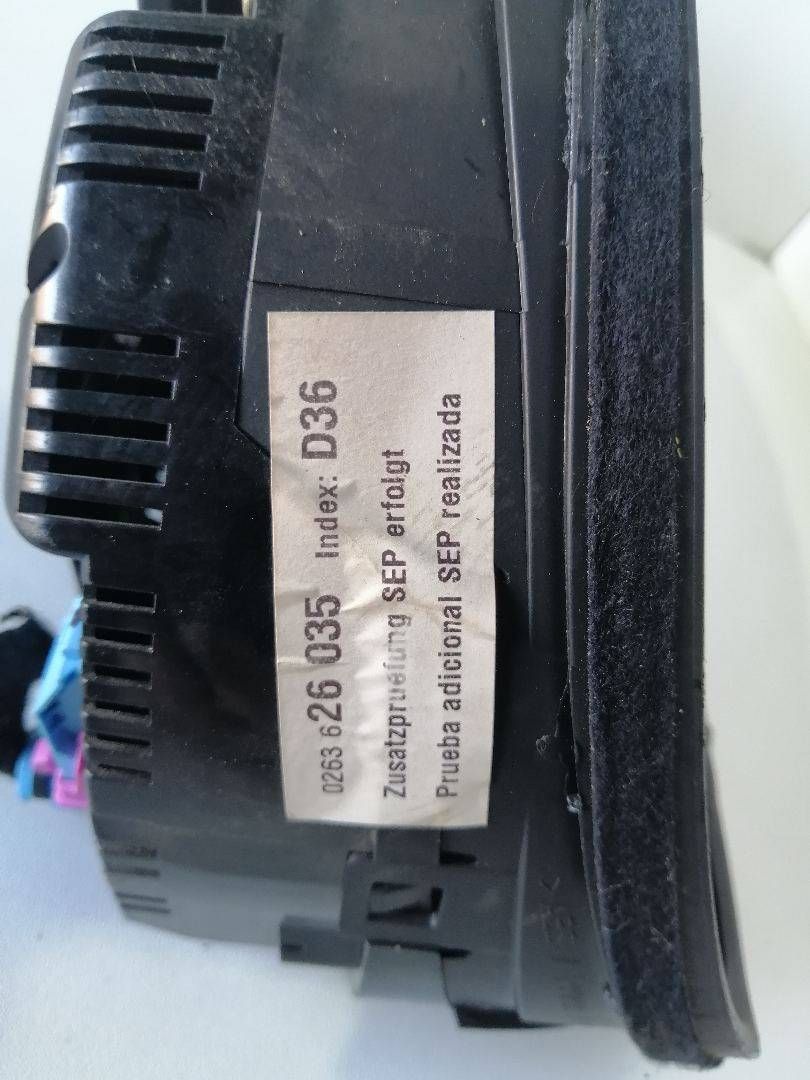 0263 626 035 Index: D36
Zusatzpruefung SEP erfolgt
Prueba adicional SEP realizada